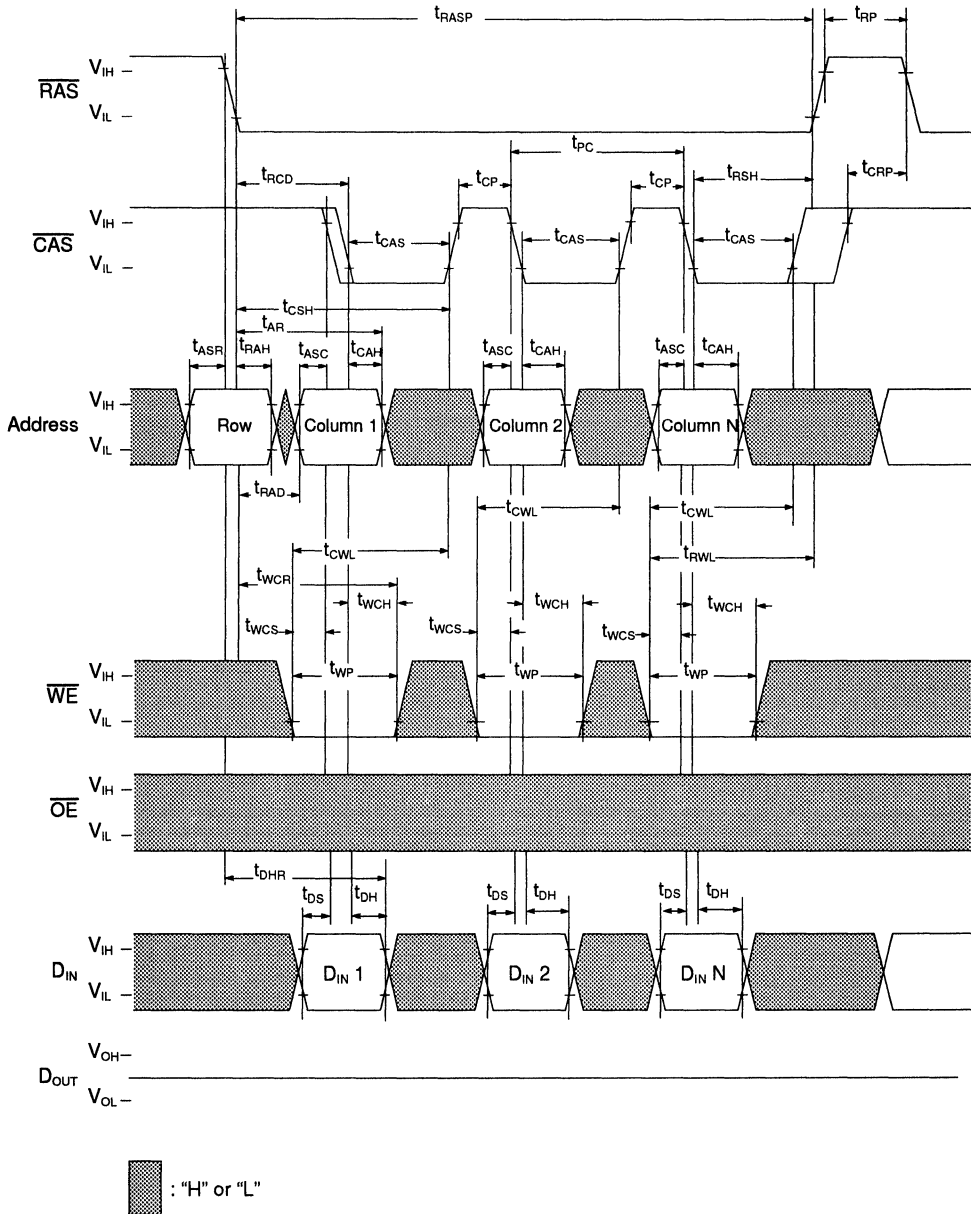 tRASP tRP
VIH
RAS
VIL
tPC
tRCD tCP tCP tRSH tCRP
VIH
CAS
VIL
tCAS tCAS tCAS
tCSH
tAR
tASR tRAH tASC tCAH tASC tCAH tASC tCAH
VIH
Address Row Column 1 Column 2 Column N
VIL
tRAD tCWL tCWL
tCWL tRWL
tWCR
tWCH tWCH tWCH
tWCS tWCS tWCS
VIH
WE tWP tWP tWP
VIL
VIH
OE
VIL
tDHR
tDS tDH tDS tDH tDS tDH
VIH
DIN DIN 1 DIN 2 DIN N
VIL
VOH
DOUT
VOL
: “H” or “L”